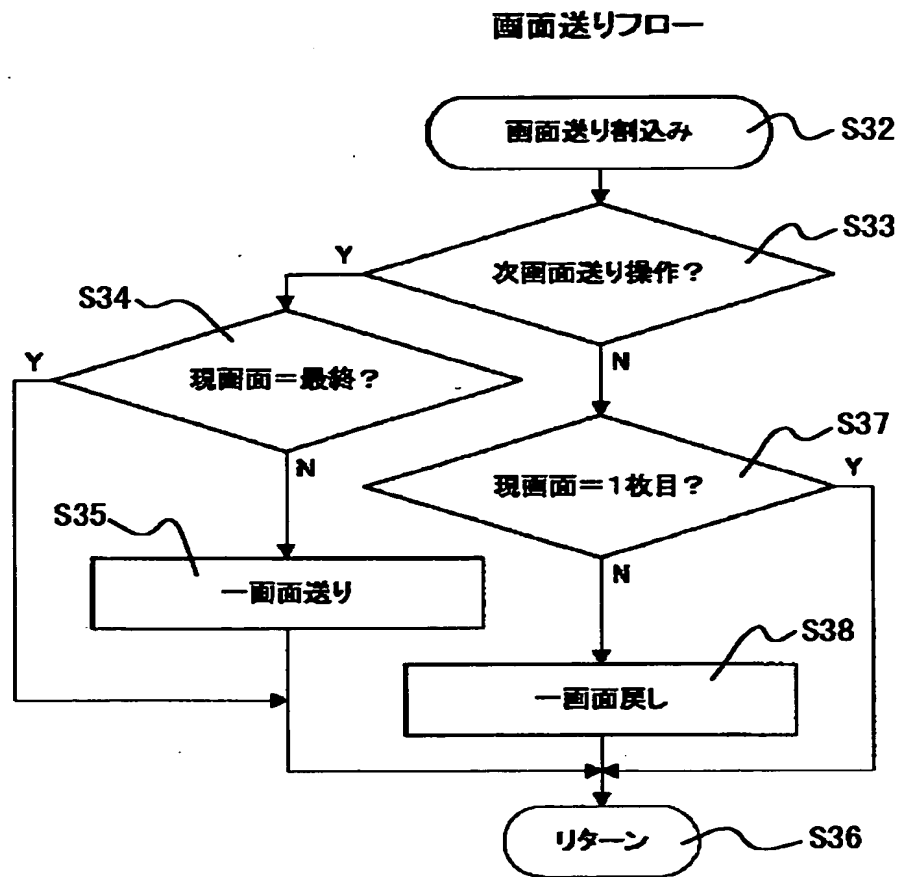 画面送りフロー
画面送り割込み
S32
次画面送り操作？
S33
Y
N
S34
現画面＝最終？
Y
N
S37
現画面＝1枚目？
Y
N
S35
一画面送り
S38
一画面戻し
リターン
S36